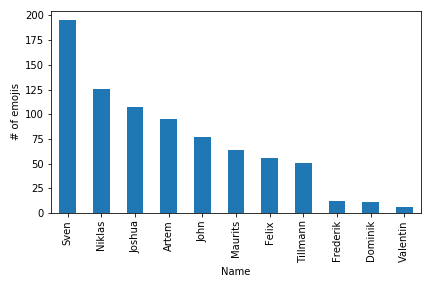 200
175
150
125
100
75
50
25
0
# of emojis
Sven
Niklas
Joshua
Artem
John
Maurits
Felix
Tillmann
Frederik
Dominik
Valentin
Name